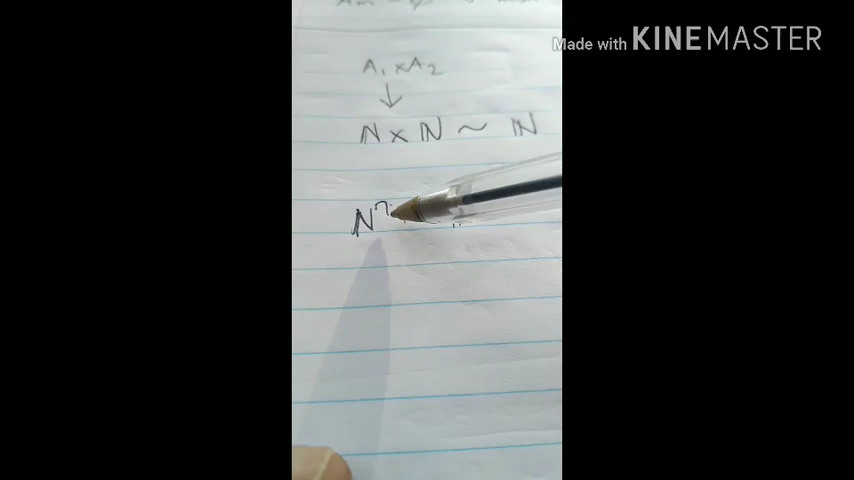 Made with KINEMASTER
A₁ × A₂
↓
ℕ × ℕ ~ ℕ
ℕ